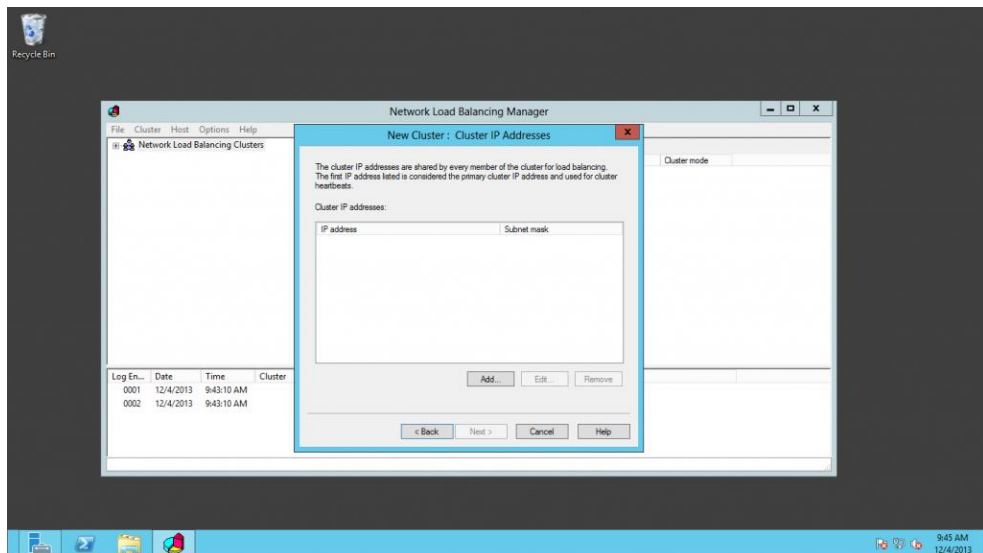 Recycle Bin
Network Load Balancing Manager
File Cluster Host Options Help
Network Load Balancing Clusters
Cluster mode
New Cluster : Cluster IP Addresses
The cluster IP addresses are shared by every member of the cluster for load balancing.
The first IP address listed is considered the primary cluster IP address and used for cluster
heartbeats.
Cluster IP addresses:
IP address Subnet mask
Add... Edit... Remove
< Back Next > Cancel Help
Log En... Date Time Cluster
0001 12/4/2013 9:43:10 AM
0002 12/4/2013 9:43:10 AM
9:45 AM
12/4/2013